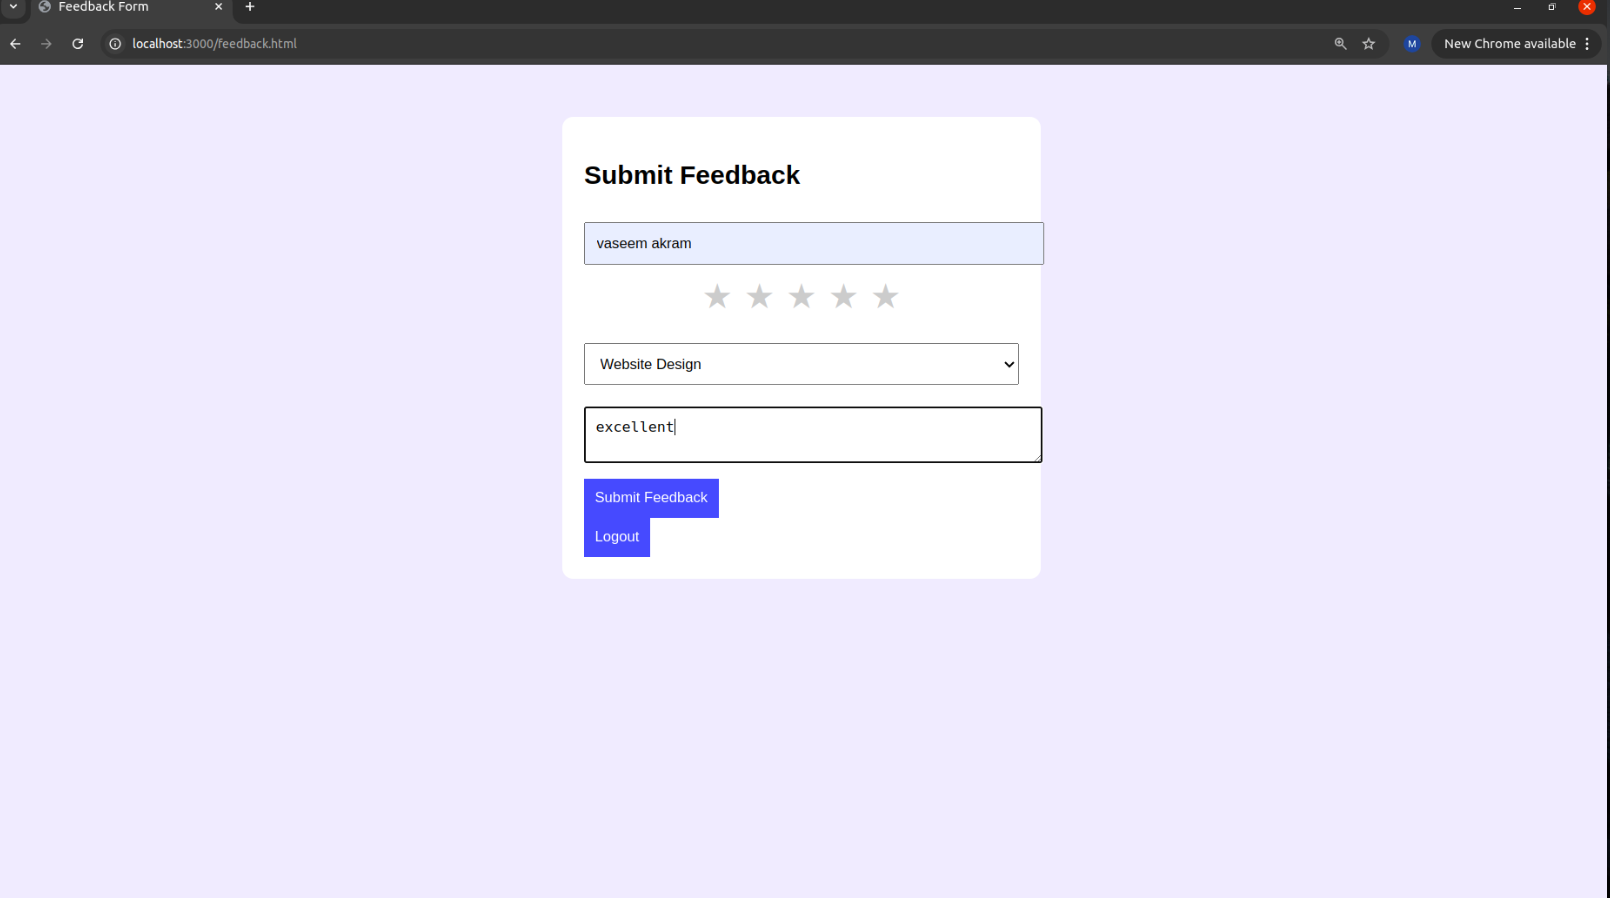 Feedback Form
localhost:3000/feedback.html
M
New Chrome available
Submit Feedback
vaseem akram
★ ★ ★ ★ ★
Website Design
excellent
Submit Feedback
Logout